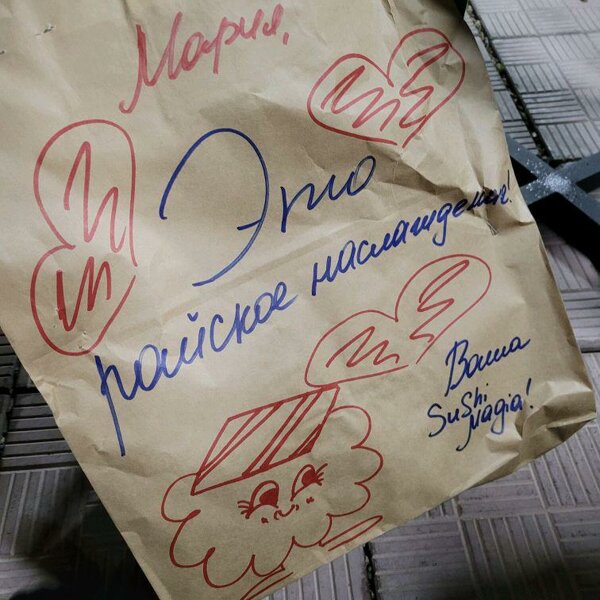 Мария,
Это
райское наслаждение!
Ваша
SuShi
Magia!